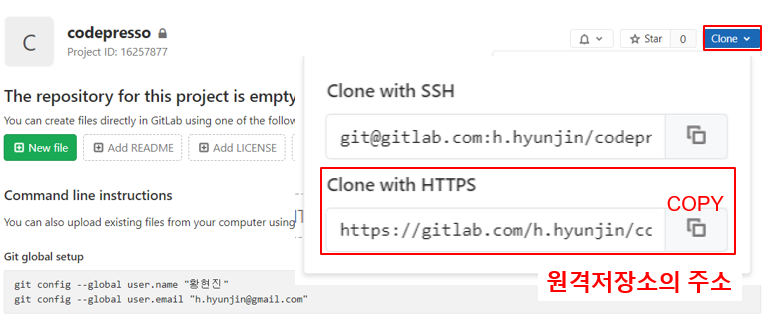 C
codepresso
Project ID: 16257877
Star 0
Clone
The repository for this project is empty
You can create files directly in GitLab using one of the follow
New file
Add README
Add LICENSE
Command line instructions
You can also upload existing files from your computer using
Git global setup
git config --global user.name "황현진"
git config --global user.email "h.hyunjin@gmail.com"
Clone with SSH
git@gitlab.com:h.hyunjin/codepr
Clone with HTTPS
COPY
https://gitlab.com/h.hyunjin/cc
원격저장소의 주소